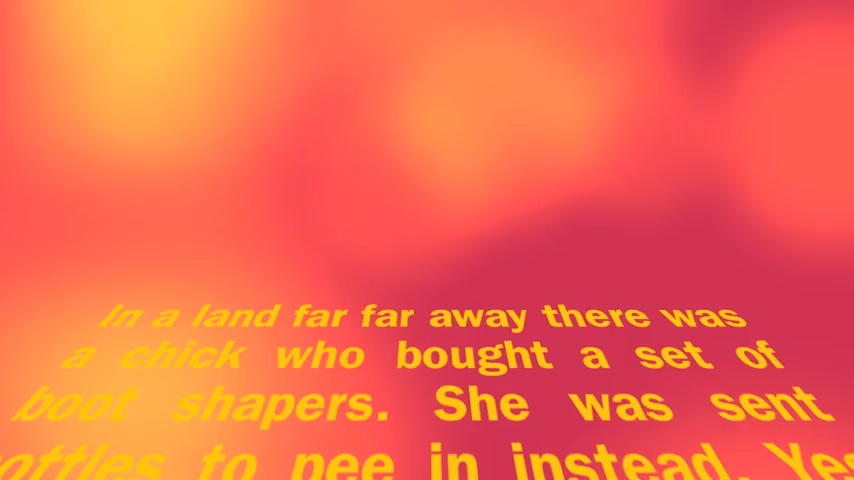 In a land far far away there was
a chick who bought a set of
boot shapers. She was sent
bottles to pee in instead. Yes